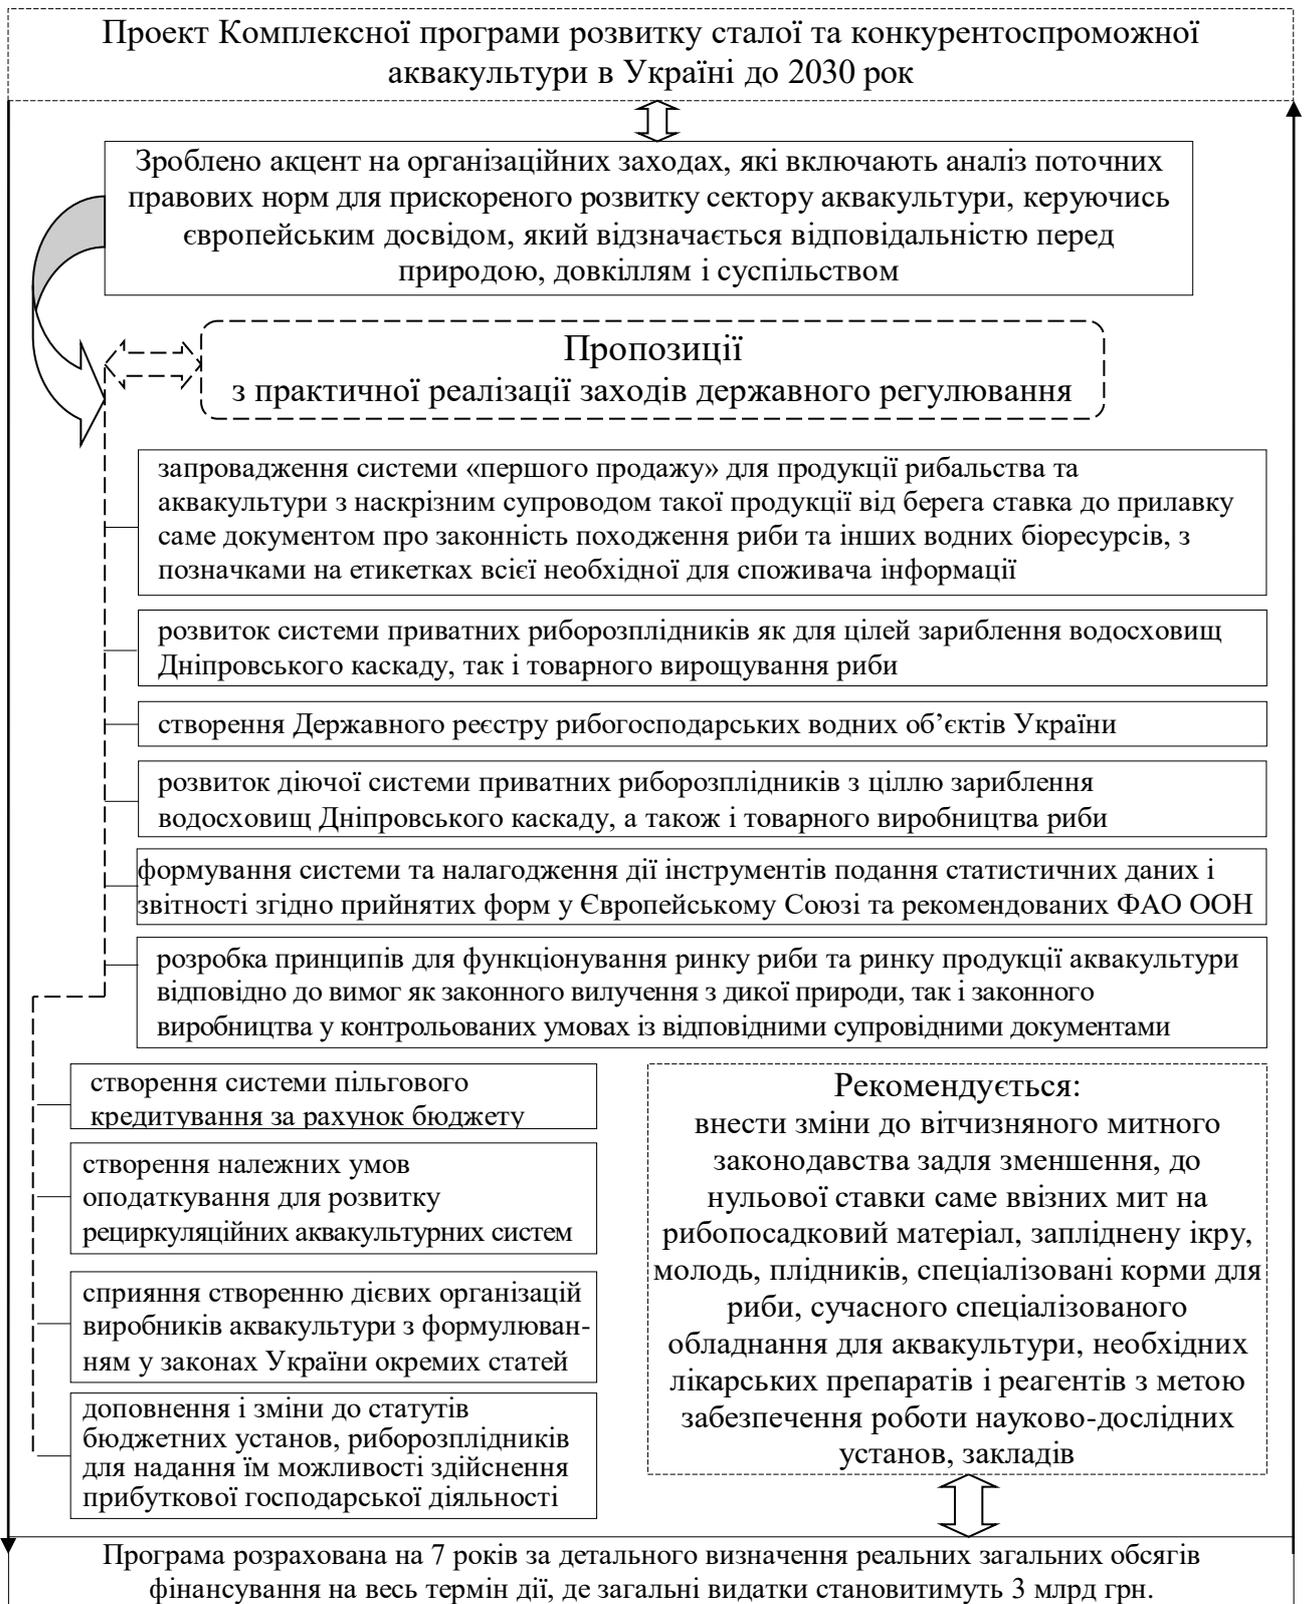 Проект Комплексної програми розвитку сталої та конкурентоспроможної
аквакультури в Україні до 2030 рок
Зроблено акцент на організаційних заходах, які включають аналіз поточних
правових норм для прискореного розвитку сектору аквакультури, керуючись
європейським досвідом, який відзначається відповідальністю перед
природою, довкіллям і суспільством
Пропозиції
з практичної реалізації заходів державного регулювання
запровадження системи «першого продажу» для продукції рибальства та
аквакультури з наскрізним супроводом такої продукції від берега ставка до прилавку
саме документом про законність походження риби та інших водних біоресурсів, з
позначками на етикетках всієї необхідної для споживача інформації
розвиток системи приватних риборозплідників як для цілей зариблення водосховищ
Дніпровського каскаду, так і товарного вирощування риби
створення Державного реєстру рибогосподарських водних об’єктів України
розвиток діючої системи приватних риборозплідників з ціллю зариблення
водосховищ Дніпровського каскаду, а також і товарного виробництва риби
формування системи та налагодження дії інструментів подання статистичних даних і
звітності згідно прийнятих форм у Європейському Союзі та рекомендованих ФАО ООН
розробка принципів для функціонування ринку риби та ринку продукції аквакультури
відповідно до вимог як законного вилучення з дикої природи, так і законного
виробництва у контрольованих умовах із відповідними супровідними документами
створення системи пільгового
кредитування за рахунок бюджету
створення належних умов
оподаткування для розвитку
рециркуляційних аквакультурних систем
сприяння створенню дієвих організацій
виробників аквакультури з формулюван-
ням у законах України окремих статей
доповнення і зміни до статутів
бюджетних установ, риборозплідників
для надання їм можливості здійснення
прибуткової господарської діяльності
Рекомендується:
внести зміни до вітчизняного митного
законодавства задля зменшення, до
нульової ставки саме ввізних мит на
рибопосадковий матеріал, запліднену ікру,
молодь, плідників, спеціалізовані корми для
риби, сучасного спеціалізованого
обладнання для аквакультури, необхідних
лікарських препаратів і реагентів з метою
забезпечення роботи науково-дослідних
установ, закладів
Програма розрахована на 7 років за детального визначення реальних загальних обсягів
фінансування на весь термін дії, де загальні видатки становитимуть 3 млрд грн.